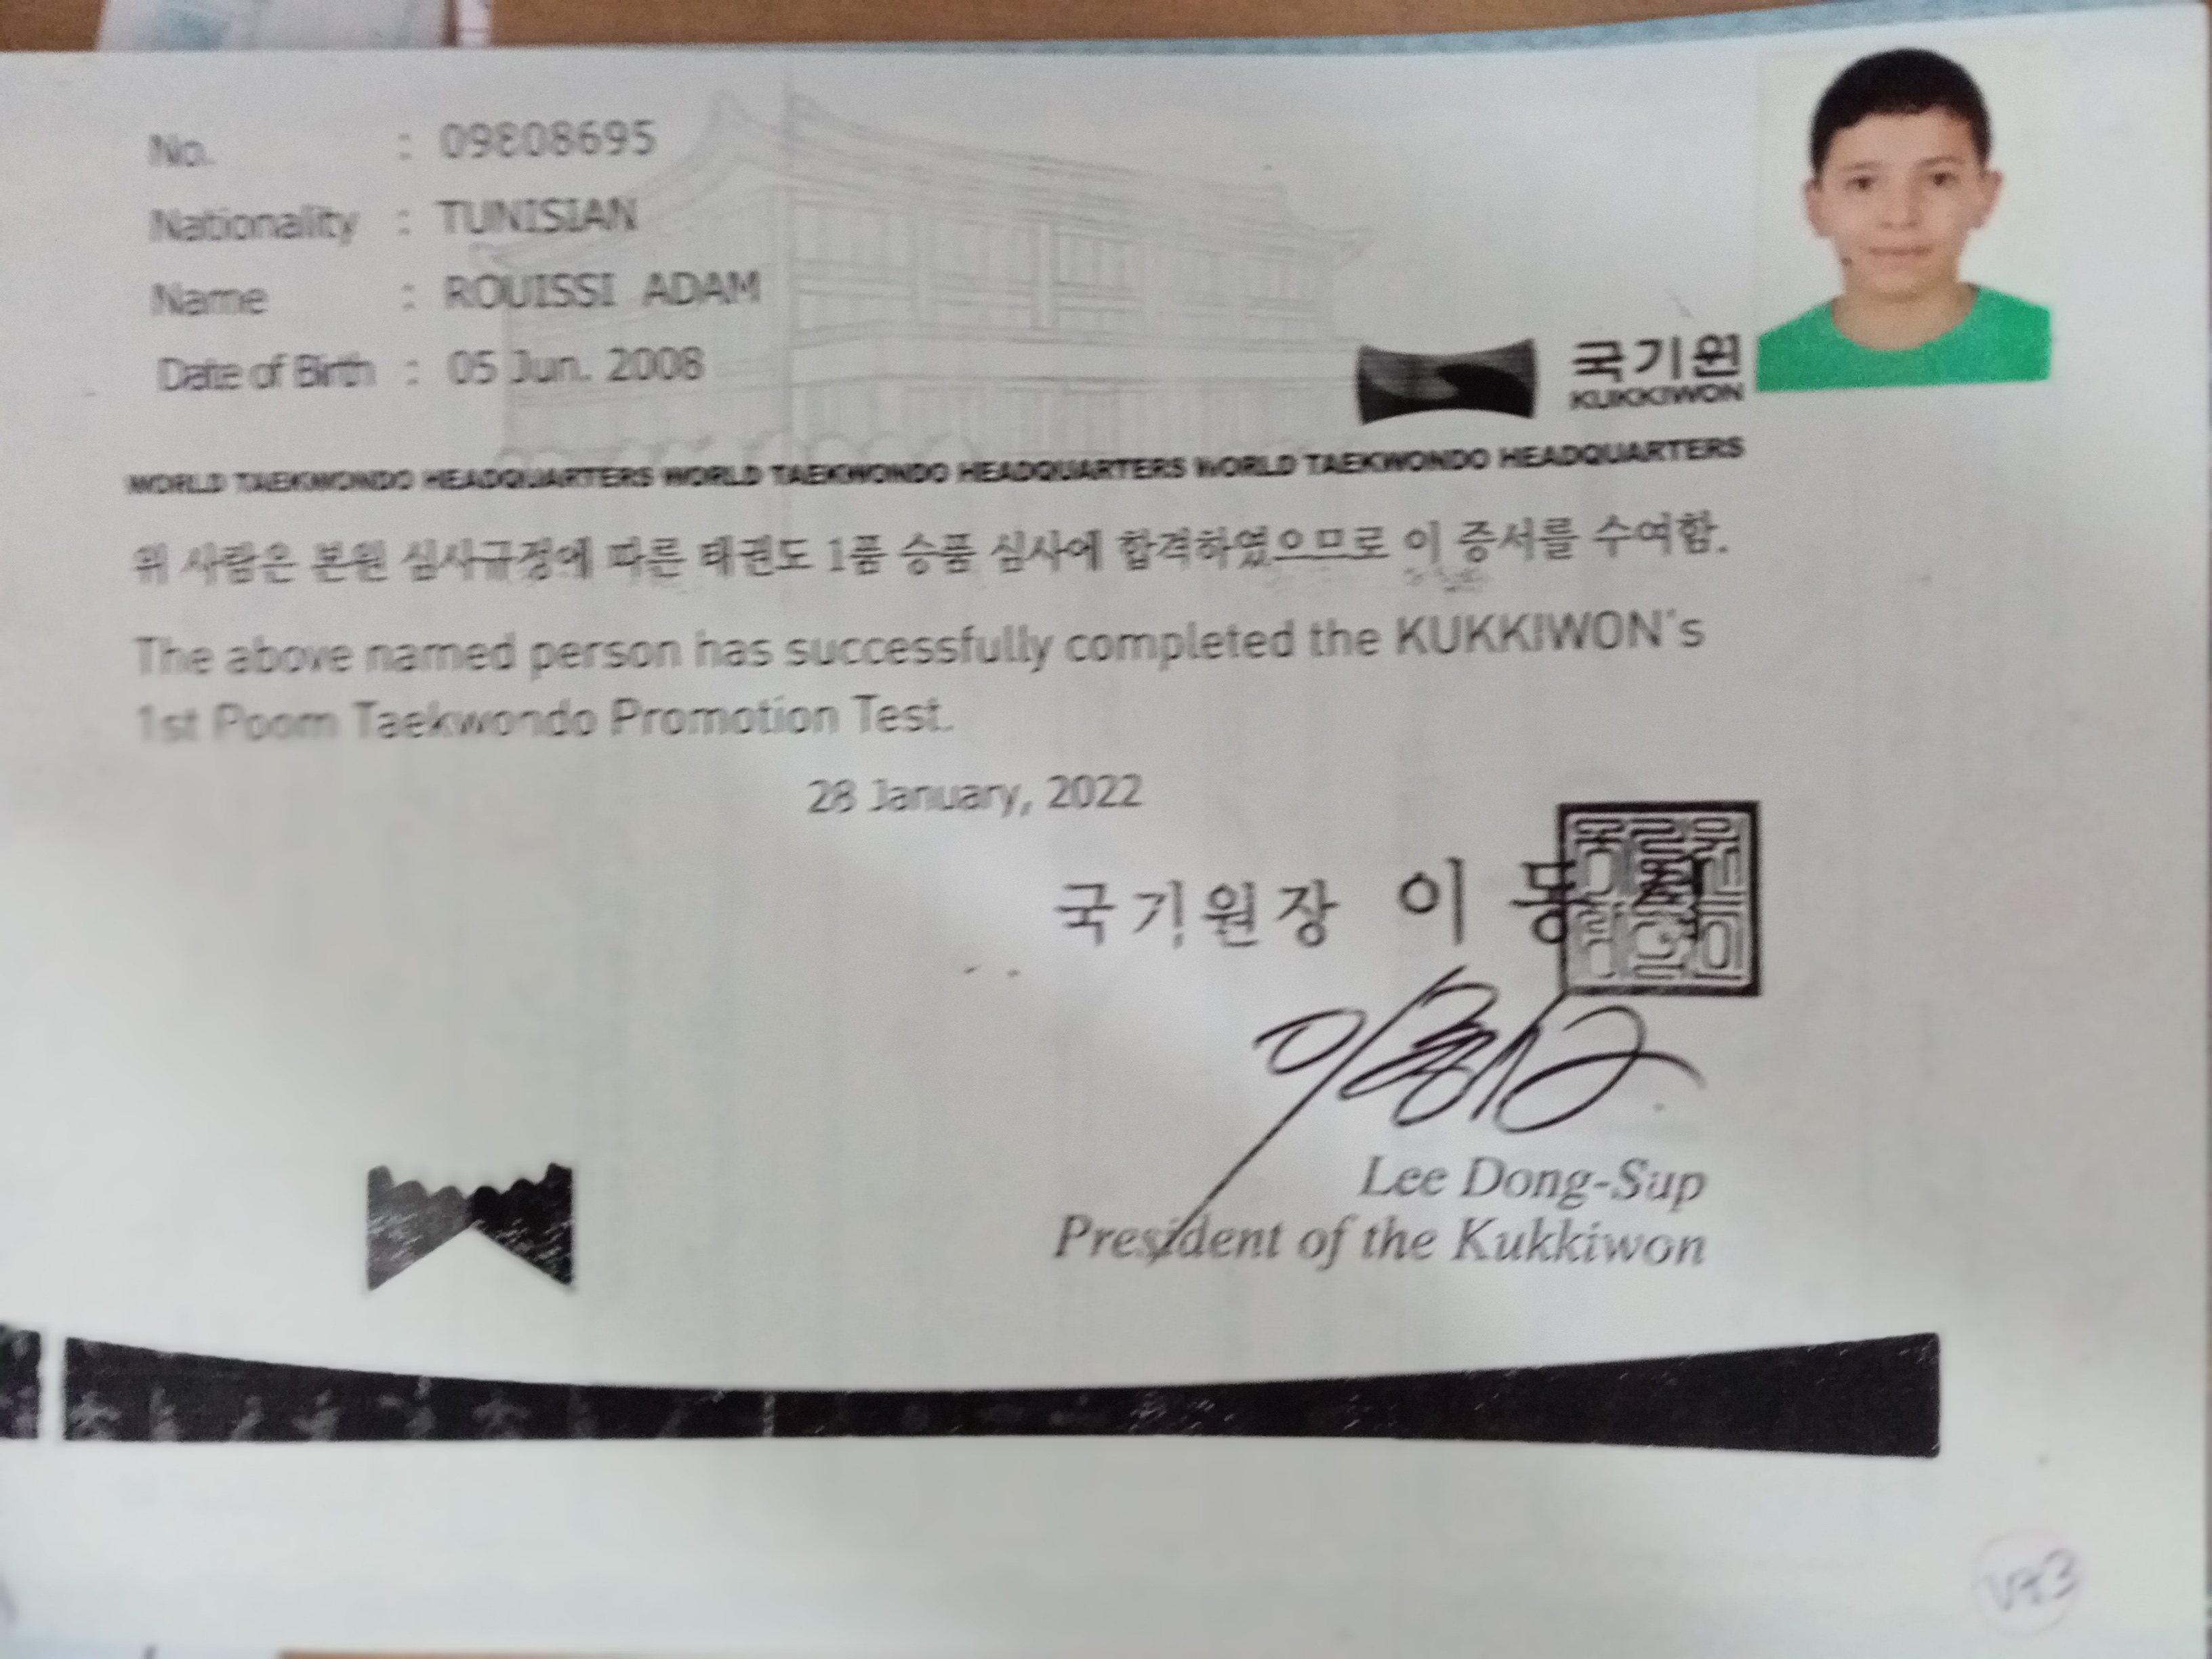 No. : 09808695
Nationality : TUNISIAN
Name : ROUISSI ADAM
Date of Birth : 05 Jun. 2008
국기원
KUKKIWON
WORLD TAEKWONDO HEADQUARTERS WORLD TAEKWONDO HEADQUARTERS WORLD TAEKWONDO HEADQUARTERS
위 사람은 본원 심사규정에 따른 태권도 1품 승품 심사에 합격하였으므로 이 증서를 수여함.
The above named person has successfully completed the KUKKIWON's
1st Poom Taekwondo Promotion Test.
28 January, 2022
국기원장 이 동
Lee Dong-Sup
President of the Kukkiwon